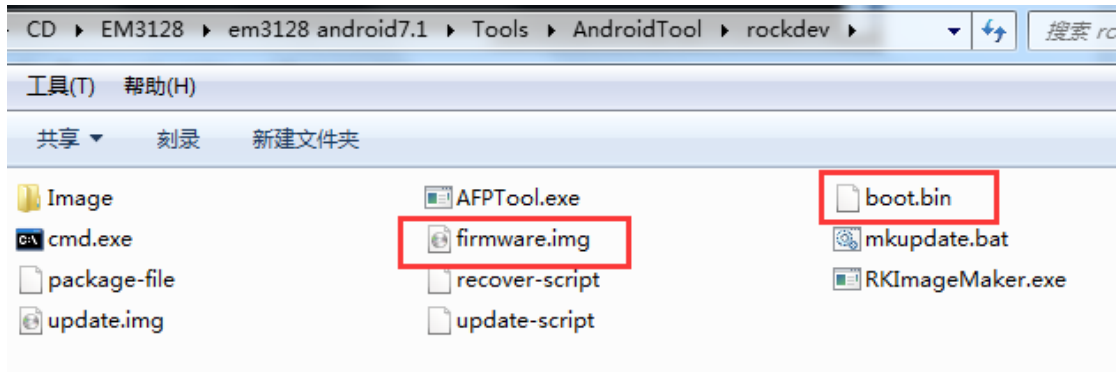 CD ▸ EM3128 ▸ em3128 android7.1 ▸ Tools ▸ AndroidTool ▸ rockdev ▸ 搜索 ro
工具(T) 帮助(H)
共享 刻录 新建文件夹
Image AFPTool.exe boot.bin
cmd.exe firmware.img mkupdate.bat
package-file recover-script RKImageMaker.exe
update.img update-script